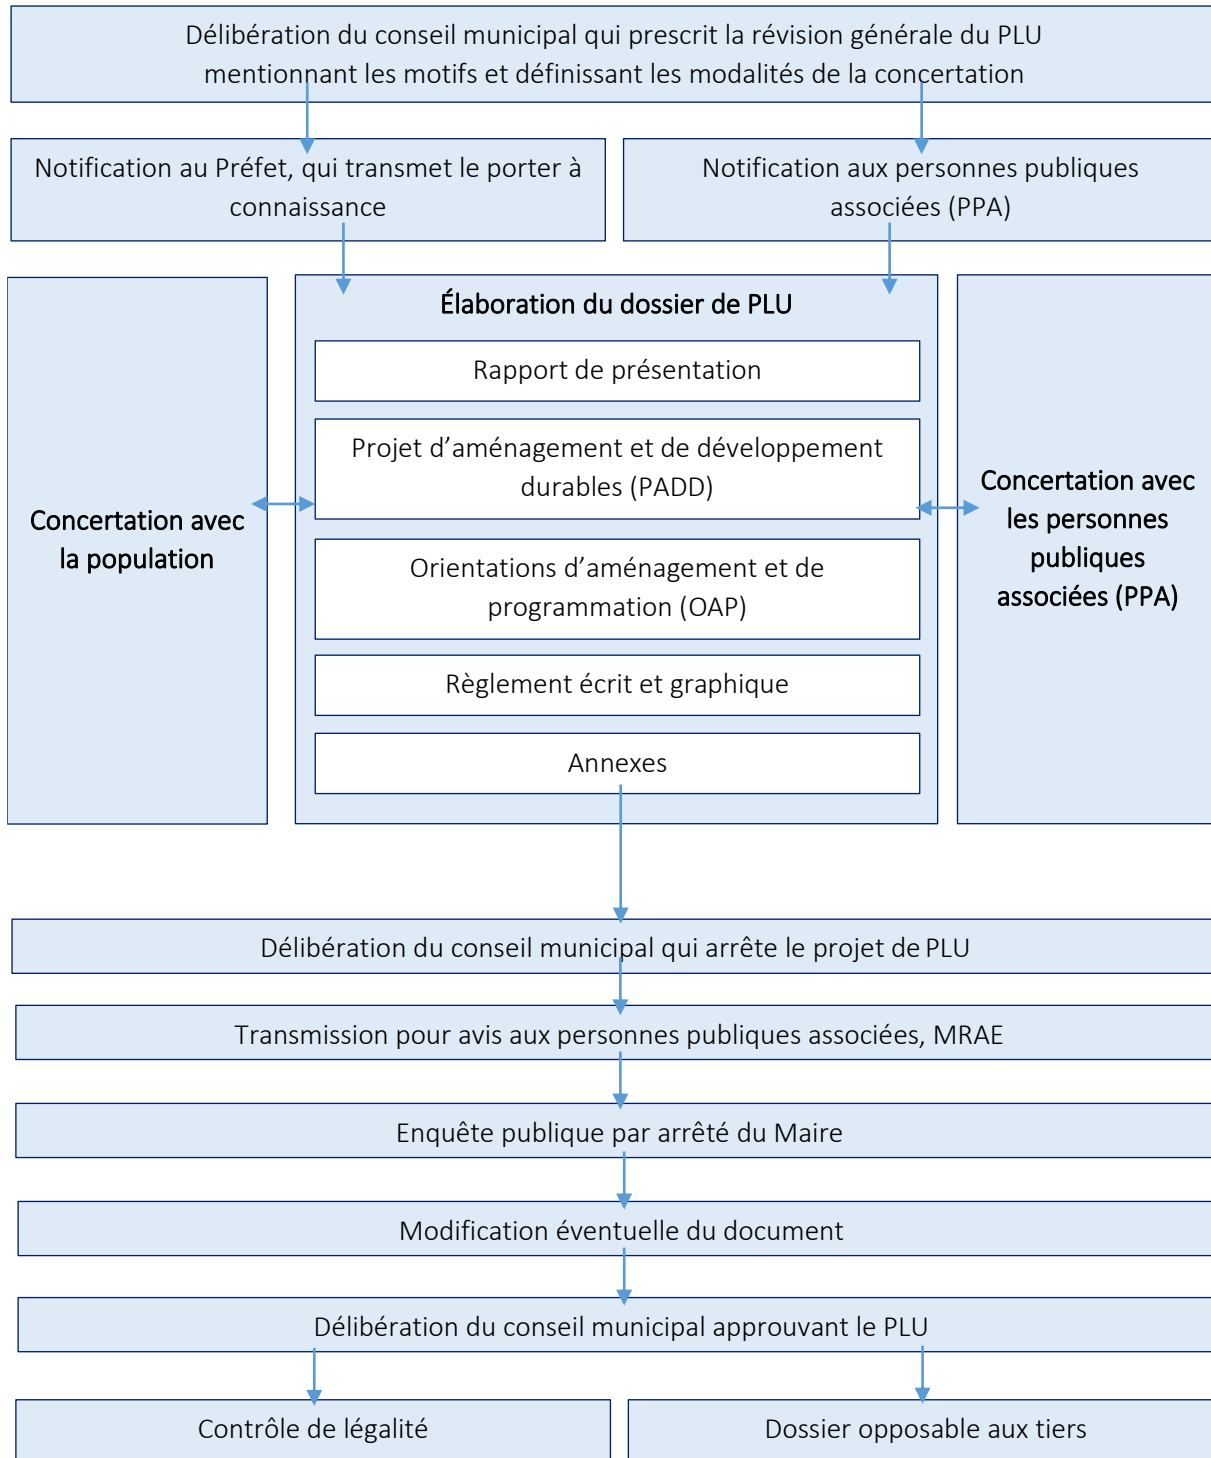 Délibération du conseil municipal qui prescrit la révision générale du PLU
mentionnant les motifs et définissant les modalités de la concertation
Notification au Préfet, qui transmet le porter à
connaissance
Notification aux personnes publiques
associées (PPA)
Élaboration du dossier de PLU
Rapport de présentation
Projet d’aménagement et de développement
durables (PADD)
Orientations d’aménagement et de
programmation (OAP)
Règlement écrit et graphique
Annexes
Concertation avec
la population
Concertation avec
les personnes
publiques
associées (PPA)
Délibération du conseil municipal qui arrête le projet de PLU
Transmission pour avis aux personnes publiques associées, MRAE
Enquête publique par arrêté du Maire
Modification éventuelle du document
Délibération du conseil municipal approuvant le PLU
Contrôle de légalité
Dossier opposable aux tiers